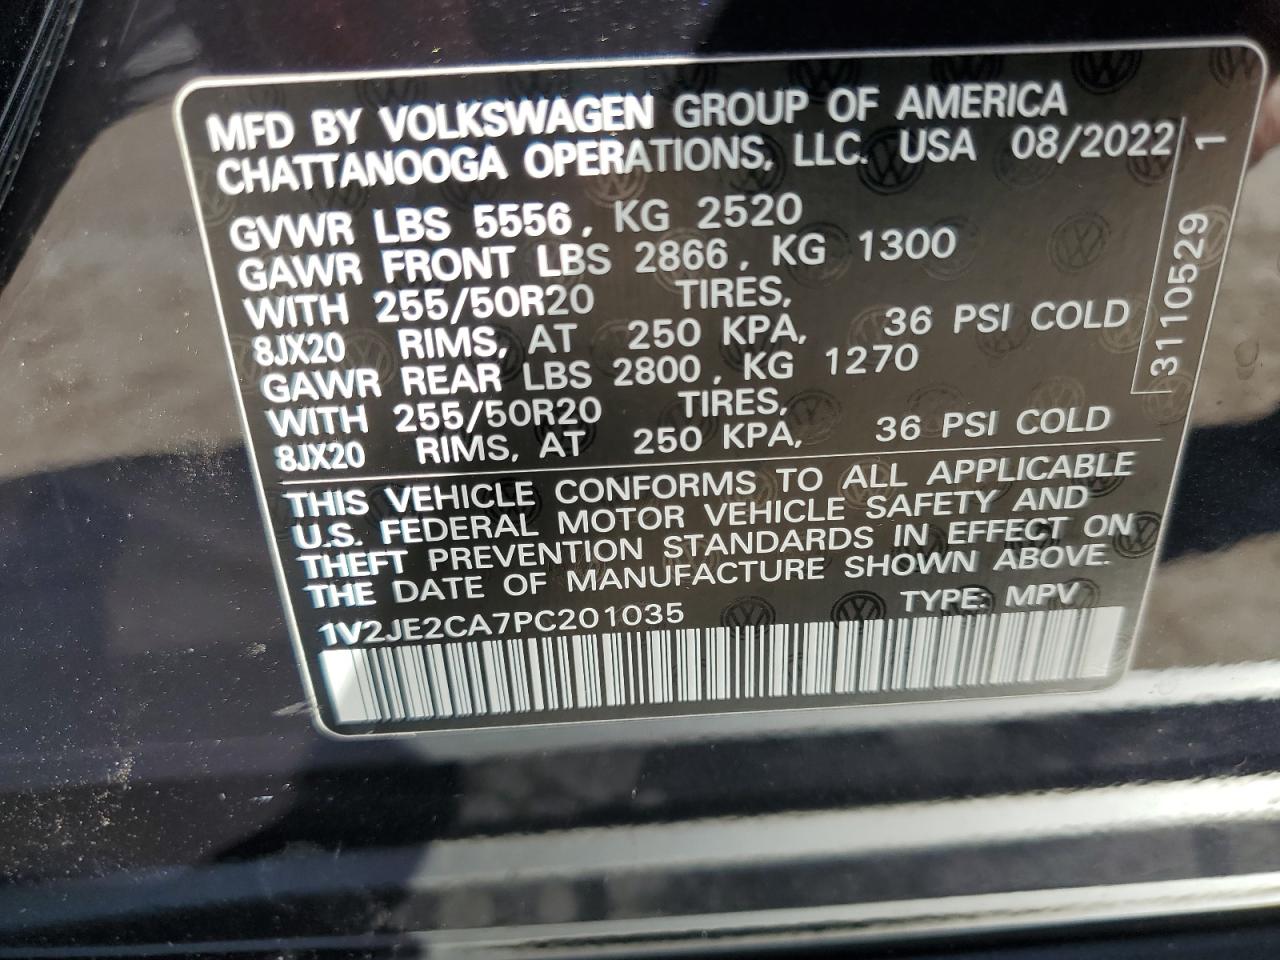 MFD BY VOLKSWAGEN GROUP OF AMERICA
CHATTANOOGA OPERATIONS, LLC. USA 08/2022
GVWR LBS 5556, KG 2520
GAWR FRONT LBS 2866, KG 1300
WITH 255/50R20 TIRES,
8JX20 RIMS, AT 250 KPA, 36 PSI COLD
GAWR REAR LBS 2800, KG 1270
WITH 255/50R20 TIRES,
8JX20 RIMS, AT 250 KPA, 36 PSI COLD
THIS VEHICLE CONFORMS TO ALL APPLICABLE
U.S. FEDERAL MOTOR VEHICLE SAFETY AND
THEFT PREVENTION STANDARDS IN EFFECT ON
THE DATE OF MANUFACTURE SHOWN ABOVE.
1V2JE2CA7PC201035 TYPE: MPV
3110529 1